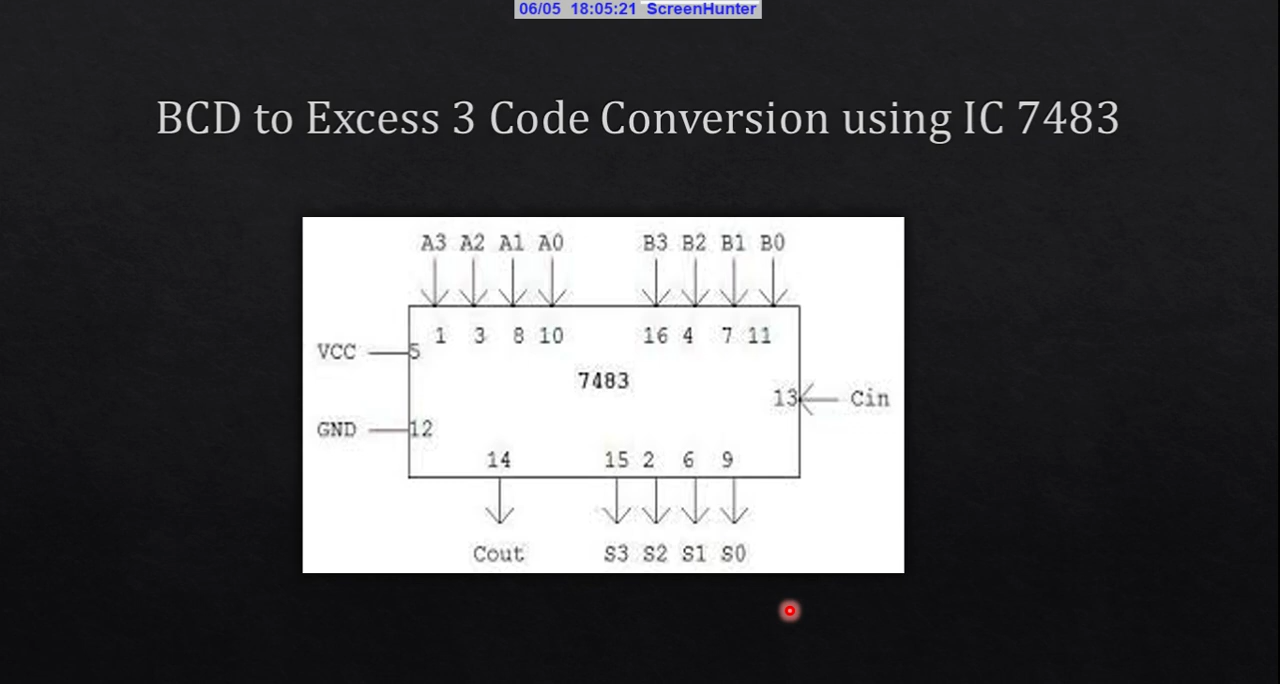 06/05 18:05:21 ScreenHunter
BCD to Excess 3 Code Conversion using IC 7483
A3 A2 A1 A0 B3 B2 B1 B0
1 3 8 10 16 4 7 11
VCC 5
7483
13 Cin
GND 12
14 15 2 6 9
Cout S3 S2 S1 S0